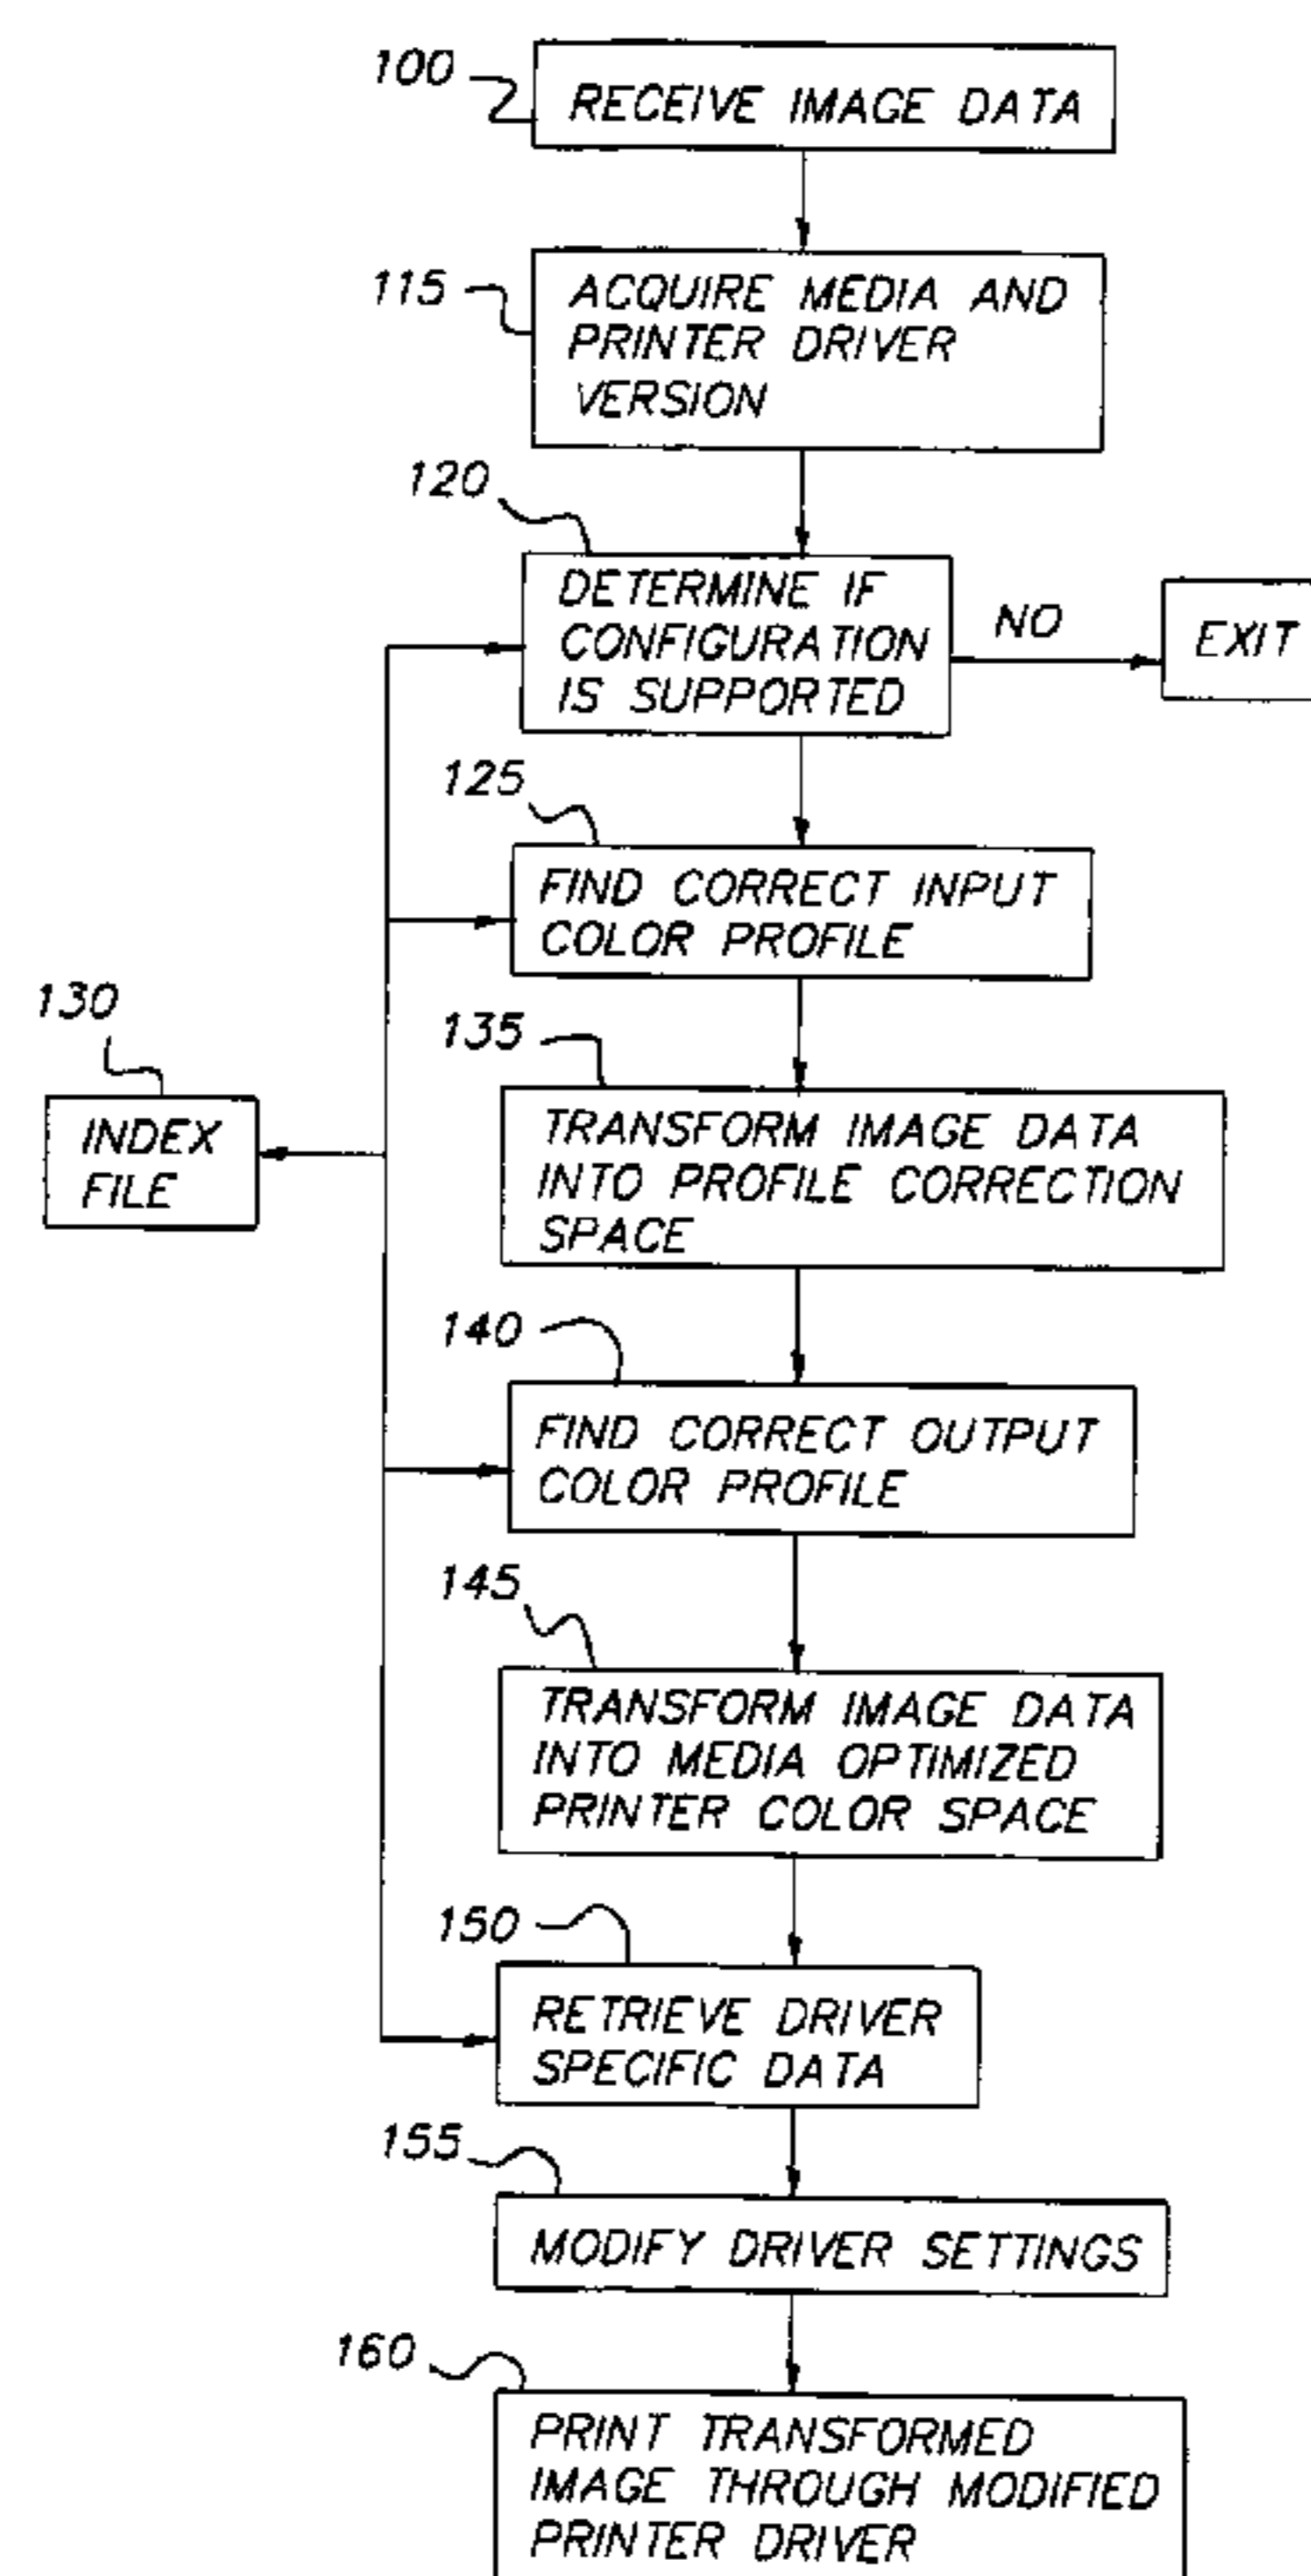 100
RECEIVE IMAGE DATA
115
ACQUIRE MEDIA AND
PRINTER DRIVER
VERSION
120
DETERMINE IF
CONFIGURATION
IS SUPPORTED
NO
EXIT
125
FIND CORRECT INPUT
COLOR PROFILE
130
INDEX
FILE
135
TRANSFORM IMAGE DATA
INTO PROFILE CORRECTION
SPACE
140
FIND CORRECT OUTPUT
COLOR PROFILE
145
TRANSFORM IMAGE DATA
INTO MEDIA OPTIMIZED
PRINTER COLOR SPACE
150
RETRIEVE DRIVER
SPECIFIC DATA
155
MODIFY DRIVER SETTINGS
160
PRINT TRANSFORMED
IMAGE THROUGH MODIFIED
PRINTER DRIVER